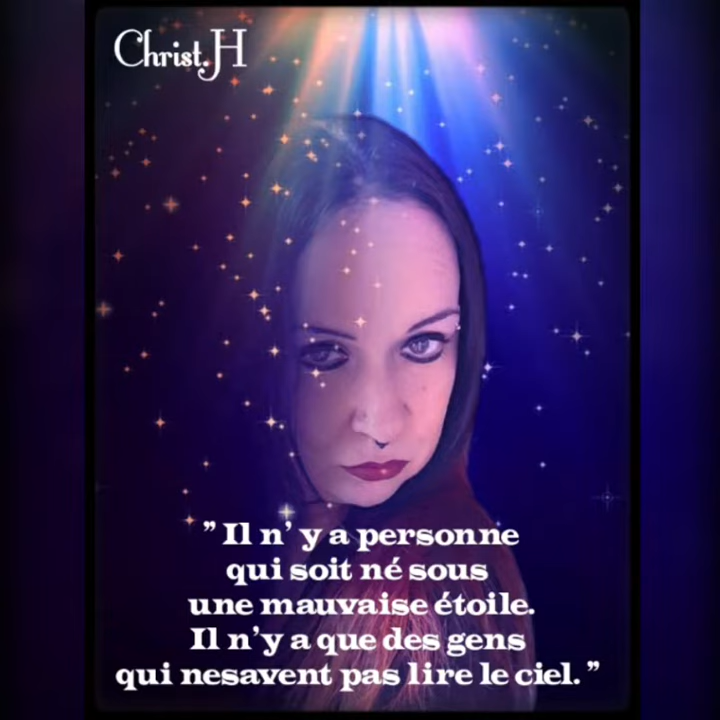 Christ.H
” Il n’ y a personne
qui soit né sous
une mauvaise étoile.
Il n’y a que des gens
qui nesavent pas lire le ciel. ”